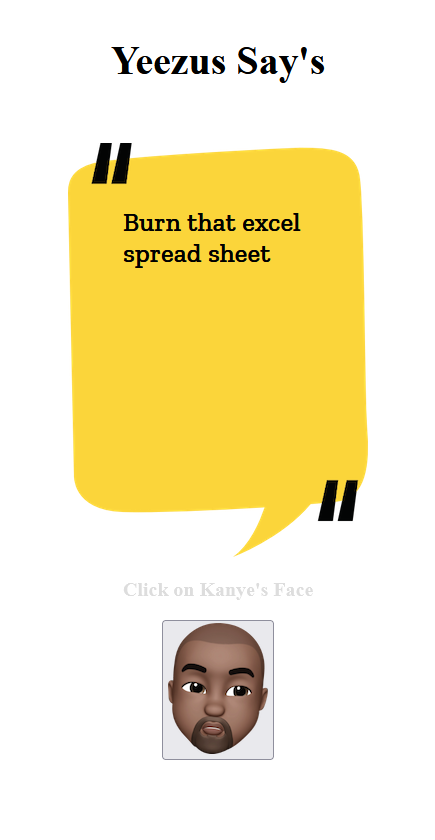 Yeezus Say's
"
Burn that excel
spread sheet
"
Click on Kanye's Face